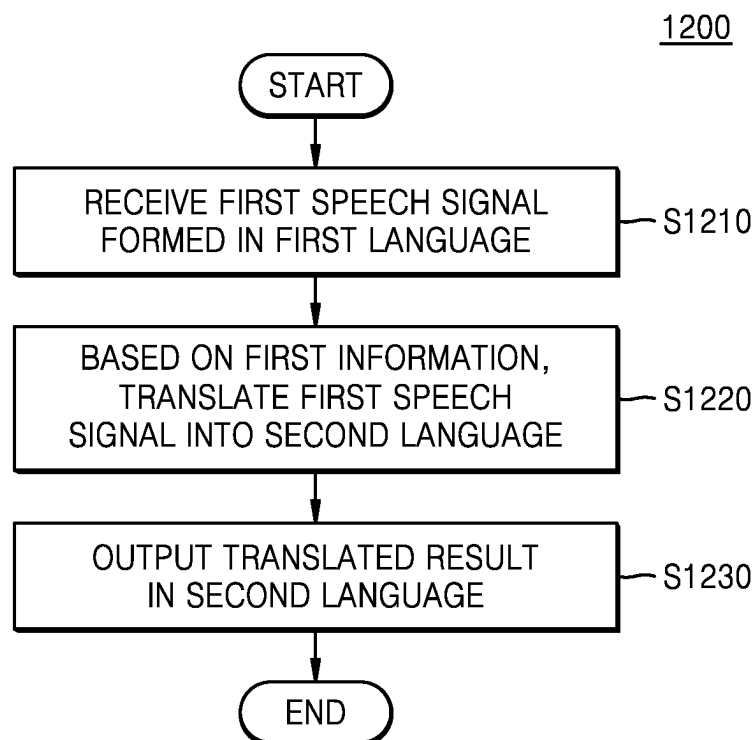 1200
START
RECEIVE FIRST SPEECH SIGNAL
FORMED IN FIRST LANGUAGE
S1210
BASED ON FIRST INFORMATION,
TRANSLATE FIRST SPEECH
SIGNAL INTO SECOND LANGUAGE
S1220
OUTPUT TRANSLATED RESULT
IN SECOND LANGUAGE
S1230
END